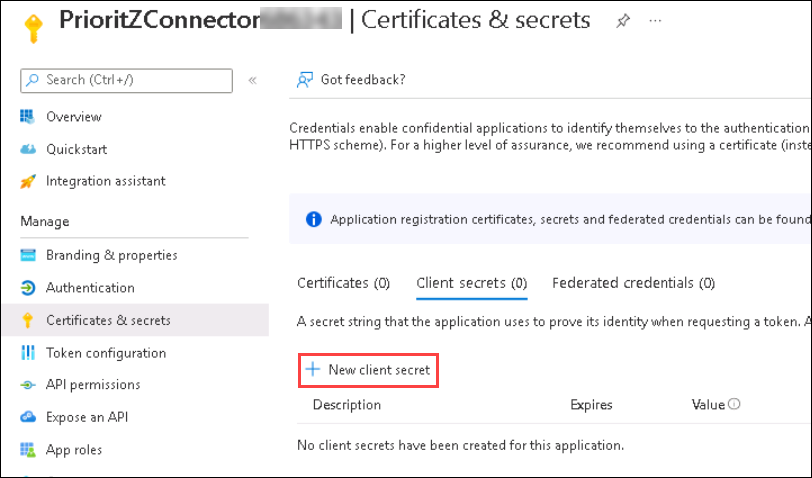 PrioritZConnector | Certificates & secrets
Search (Ctrl+/)
«
Got feedback?
Overview
Quickstart
Integration assistant
Manage
Branding & properties
Authentication
Certificates & secrets
Token configuration
API permissions
Expose an API
App roles
Credentials enable confidential applications to identify themselves to the authentication
HTTPS scheme). For a higher level of assurance, we recommend using a certificate (inste
Application registration certificates, secrets and federated credentials can be found
Certificates (0) Client secrets (0) Federated credentials (0)
A secret string that the application uses to prove its identity when requesting a token. A
New client secret
Description Expires Value
No client secrets have been created for this application.